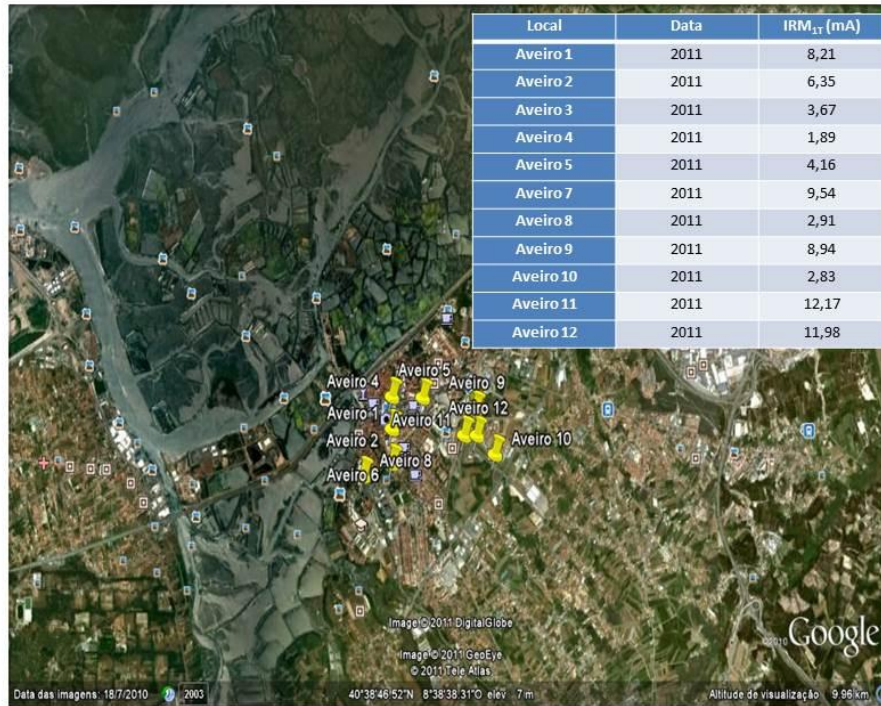 Local Data IRM1T (mA)
Aveiro 1 2011 8,21
Aveiro 2 2011 6,35
Aveiro 3 2011 3,67
Aveiro 4 2011 1,89
Aveiro 5 2011 4,16
Aveiro 7 2011 9,54
Aveiro 8 2011 2,91
Aveiro 9 2011 8,94
Aveiro 10 2011 2,83
Aveiro 11 2011 12,17
Aveiro 12 2011 11,98
Aveiro 5
Aveiro 4
Aveiro 9
Aveiro 12
Aveiro 1
Aveiro 11
Aveiro 2
Aveiro 10
Aveiro 8
Aveiro 6
Image © 2011 DigitalGlobe
Image © 2011 GeoEye
© 2011 Tele Atlas
©2010 Google
Data das imagens: 18/7/2010 2003 40°38'46.52"N 8°38'38.31"O elev 7 m Altitude de visualização 9.96 km